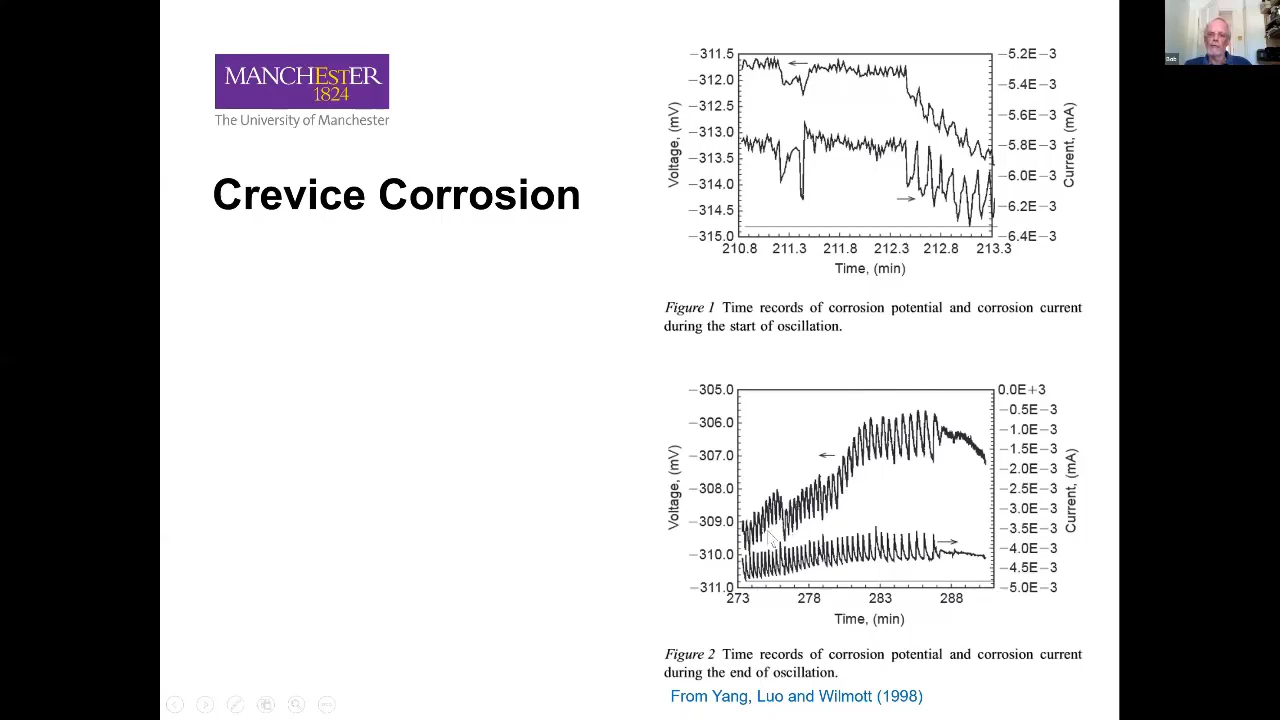 MANCHESTER
1824
The University of Manchester
Crevice Corrosion
−311.5
−312.0
−312.5
−313.0
−313.5
−314.0
−314.5
−315.0
Voltage, (mV)
−5.2E−3
−5.4E−3
−5.6E−3
−5.8E−3
−6.0E−3
−6.2E−3
−6.4E−3
Current, (mA)
210.8 211.3 211.8 212.3 212.8 213.3
Time, (min)
Figure 1 Time records of corrosion potential and corrosion current
during the start of oscillation.
−305.0
−306.0
−307.0
−308.0
−309.0
−310.0
−311.0
Voltage, (mV)
0.0E+3
−0.5E−3
−1.0E−3
−1.5E−3
−2.0E−3
−2.5E−3
−3.0E−3
−3.5E−3
−4.0E−3
−4.5E−3
−5.0E−3
Current, (mA)
273 278 283 288
Time, (min)
Figure 2 Time records of corrosion potential and corrosion current
during the end of oscillation.
From Yang, Luo and Wilmott (1998)
Bob